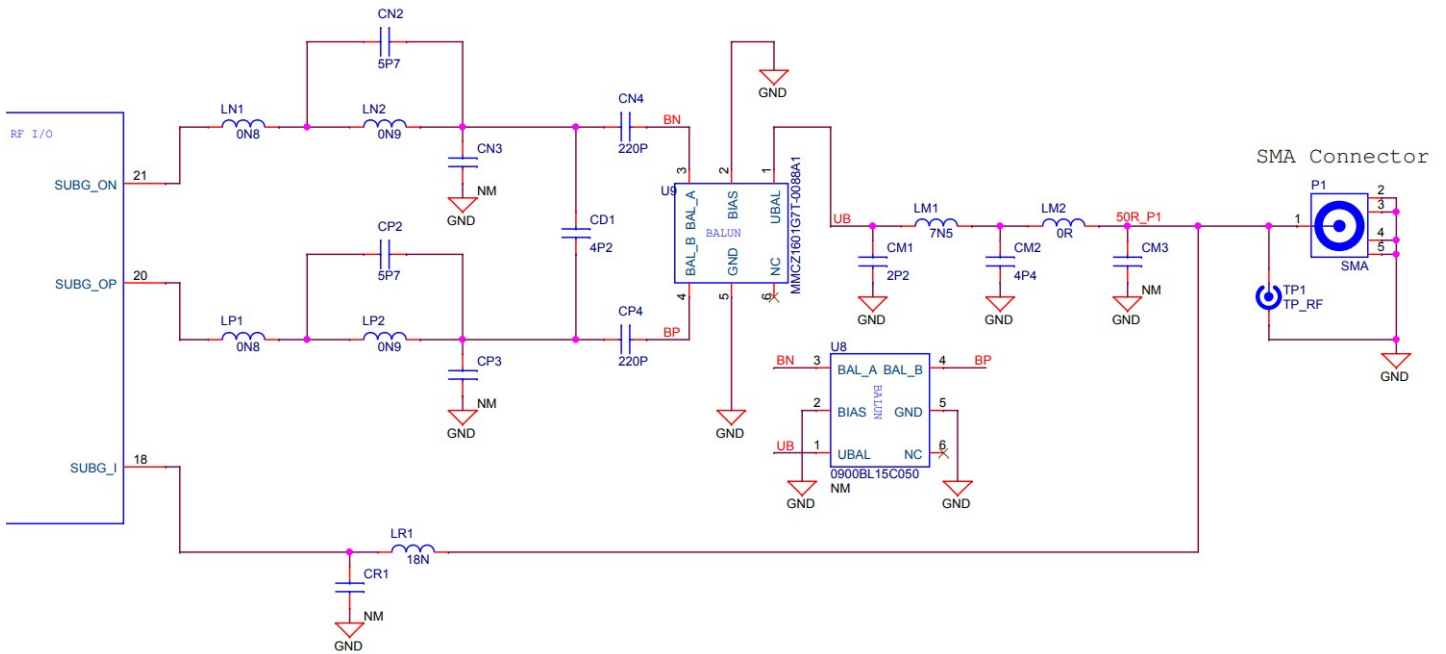 CN2
5P7
LN1
0N8
LN2
0N9
CN4
220P
BN
CN3
NM
GND
RF I/O
SUBG_ON
21
CP2
5P7
CD1
4P2
SUBG_OP
20
LP1
0N8
LP2
0N9
CP4
220P
BP
CP3
NM
GND
SUBG_I
18
LR1
18N
CR1
NM
GND
GND
U9
3
2
1
BAL_A
BIAS
UBAL
BALUN
BAL_B
GND
NC
4
5
6
MMCZ1601G7T-0088A1
GND
UB
LM1
7N5
LM2
0R
50R_P1
CM1
2P2
GND
CM2
4P4
GND
CM3
NM
GND
U8
BN
3
BAL_A
BAL_B
4
BP
BALUN
2
BIAS
GND
5
UB
1
UBAL
NC
6
0900BL15C050
NM
GND
GND
SMA Connector
P1
1
2
3
4
5
SMA
TP1
TP_RF
GND